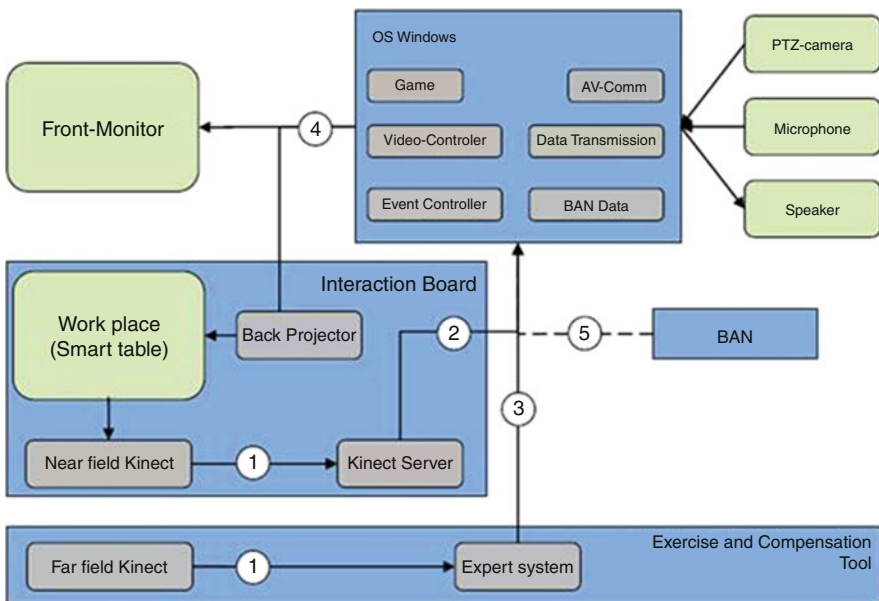 OS Windows
Game
AV-Comm
Video-Controler
Data Transmission
Event Controller
BAN Data
PTZ-camera
Microphone
Speaker
Front-Monitor
4
Interaction Board
Work place
(Smart table)
Back Projector
2
5
BAN
3
Near field Kinect
1
Kinect Server
Exercise and Compensation
Tool
Far field Kinect
1
Expert system